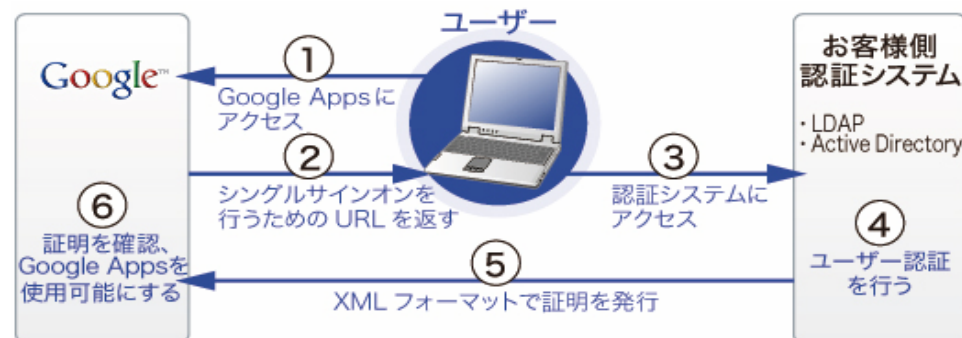 ユーザー
Google™
①
Google Appsに
アクセス
②
シングルサインオンを
行うための URL を返す
お客様側
認証システム
・LDAP
・Active Directory
③
認証システムに
アクセス
④
ユーザー認証
を行う
⑤
XML フォーマットで証明を発行
⑥
証明を確認、
Google Appsを
使用可能にする